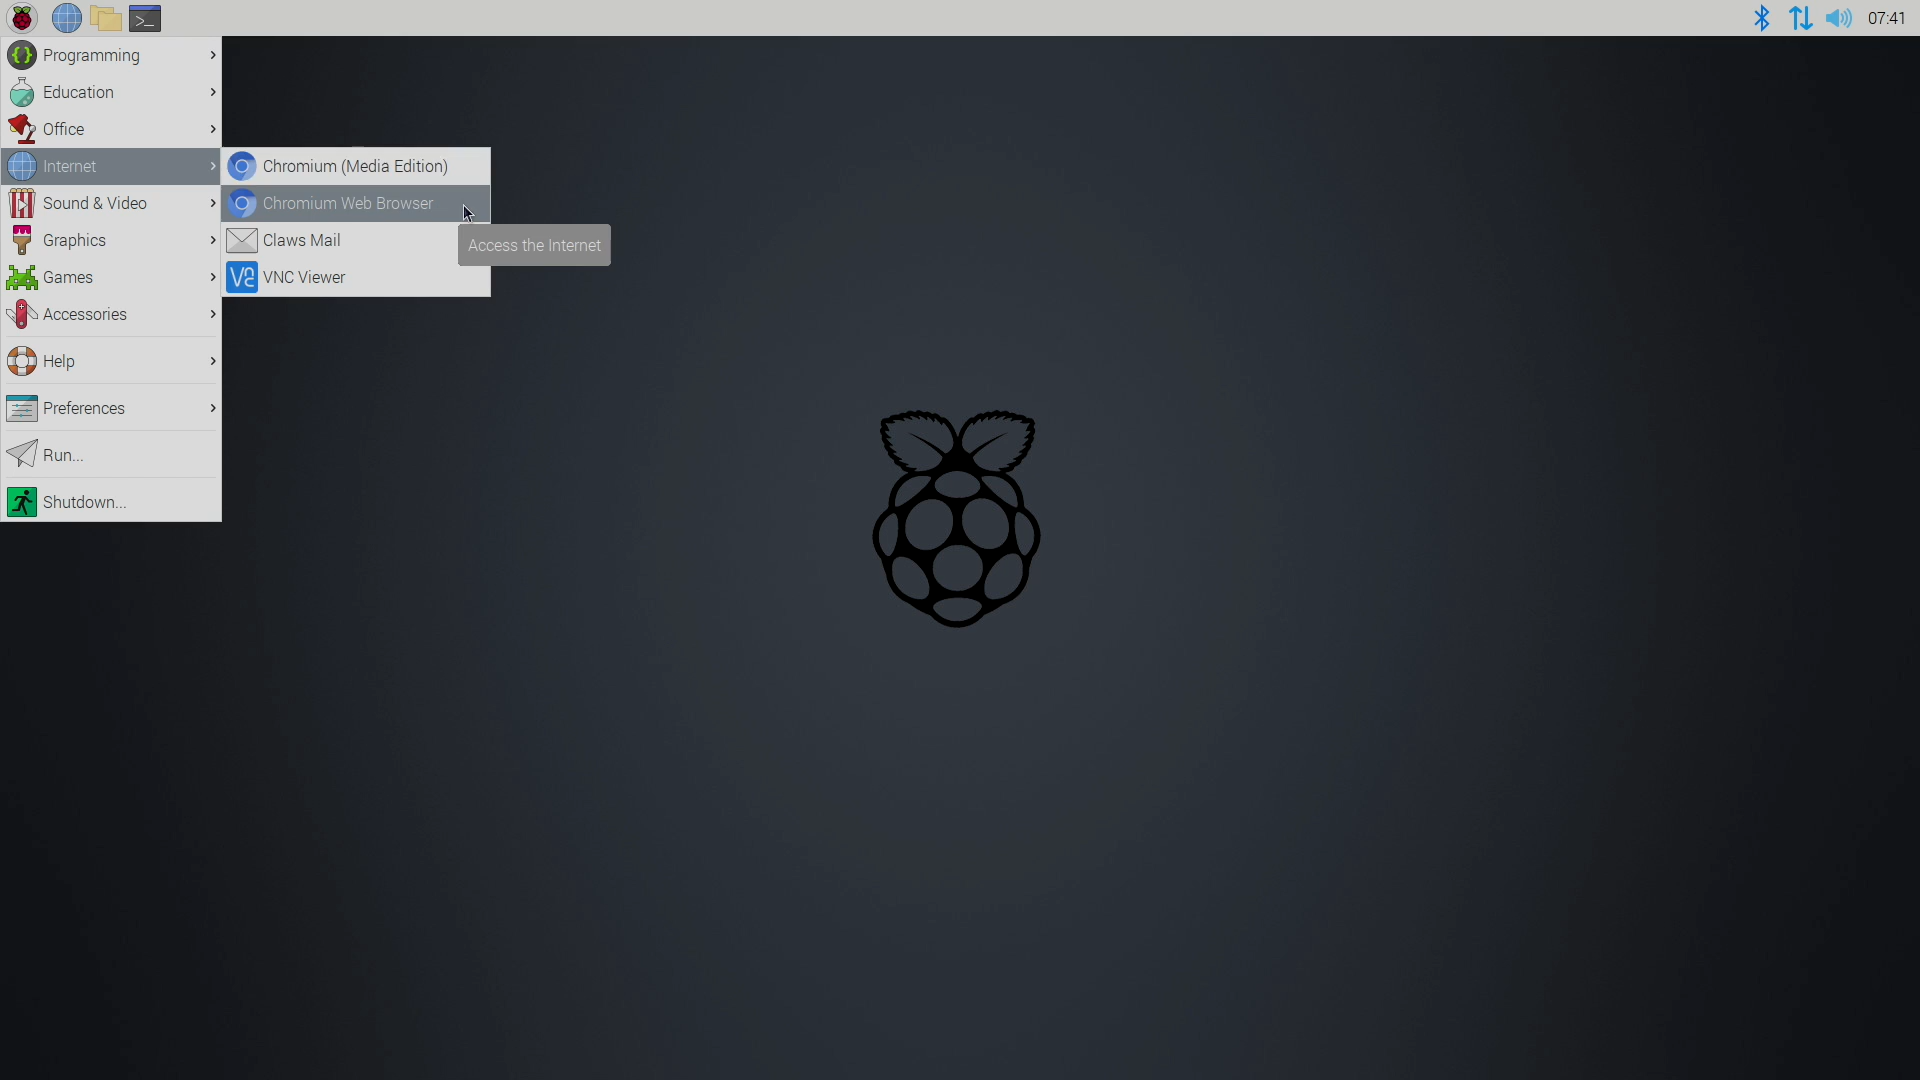 07:41
Programming
Education
Office
Internet
Sound & Video
Graphics
Games
Accessories
Help
Preferences
Run...
Shutdown...
Chromium (Media Edition)
Chromium Web Browser
Claws Mail
VNC Viewer
Access the Internet